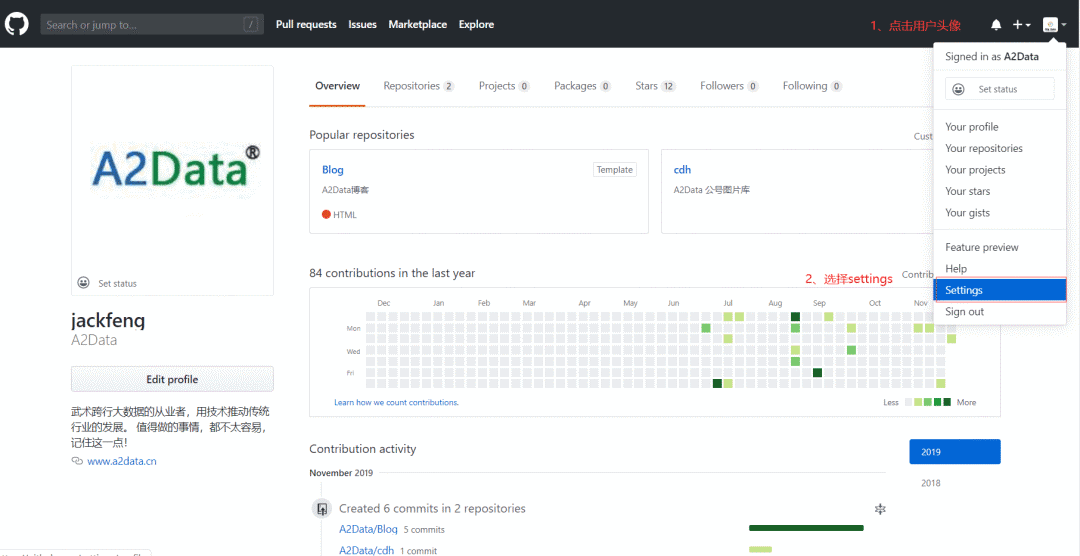 Search or jump to...
/
Pull requests Issues Marketplace Explore
1、点击用户头像
Signed in as A2Data
Set status
Your profile
Your repositories
Your projects
Your stars
Your gists
Feature preview
Help
Settings
Sign out
A2Data®
Set status
jackfeng
A2Data
Edit profile
武术跨行大数据的从业者，用技术推动传统
行业的发展。 值得做的事情，都不太容易，
记住这一点！
www.a2data.cn
Overview Repositories 2 Projects 0 Packages 0 Stars 12 Followers 0 Following 0
Popular repositories
Cust
Blog Template
A2Data博客
HTML
cdh
A2Data 公号图片库
84 contributions in the last year
2、选择settings
Contrib
Dec Jan Feb Mar Apr May Jun Jul Aug Sep Oct Nov
Mon
Wed
Fri
Learn how we count contributions.
Less More
Contribution activity
2019
2018
November 2019
Created 6 commits in 2 repositories
A2Data/Blog 5 commits
A2Data/cdh 1 commit